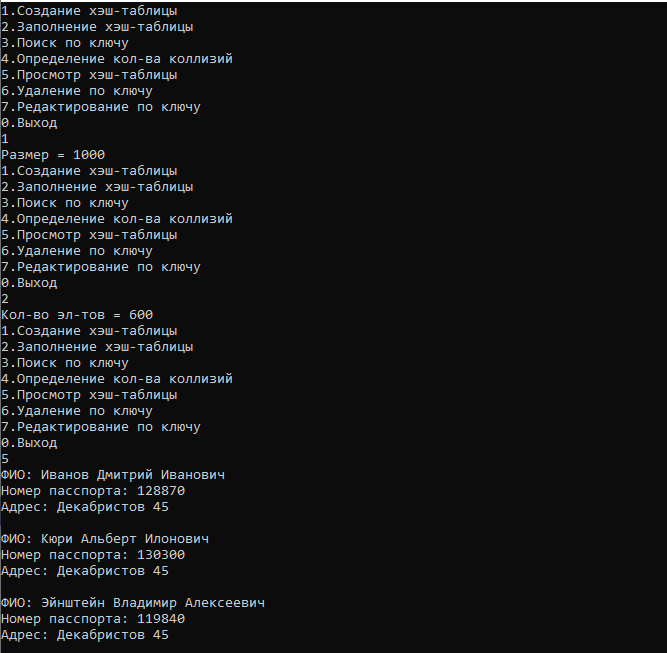 1.Создание хэш-таблицы
2.Заполнение хэш-таблицы
3.Поиск по ключу
4.Определение кол-ва коллизий
5.Просмотр хэш-таблицы
6.Удаление по ключу
7.Редактирование по ключу
0.Выход
1
Размер = 1000
1.Создание хэш-таблицы
2.Заполнение хэш-таблицы
3.Поиск по ключу
4.Определение кол-ва коллизий
5.Просмотр хэш-таблицы
6.Удаление по ключу
7.Редактирование по ключу
0.Выход
2
Кол-во эл-тов = 600
1.Создание хэш-таблицы
2.Заполнение хэш-таблицы
3.Поиск по ключу
4.Определение кол-ва коллизий
5.Просмотр хэш-таблицы
6.Удаление по ключу
7.Редактирование по ключу
0.Выход
5
ФИО: Иванов Дмитрий Иванович
Номер пасспорта: 128870
Адрес: Декабристов 45
ФИО: Кюри Альберт Илонович
Номер пасспорта: 130300
Адрес: Декабристов 45
ФИО: Эйнштейн Владимир Алексеевич
Номер пасспорта: 119840
Адрес: Декабристов 45